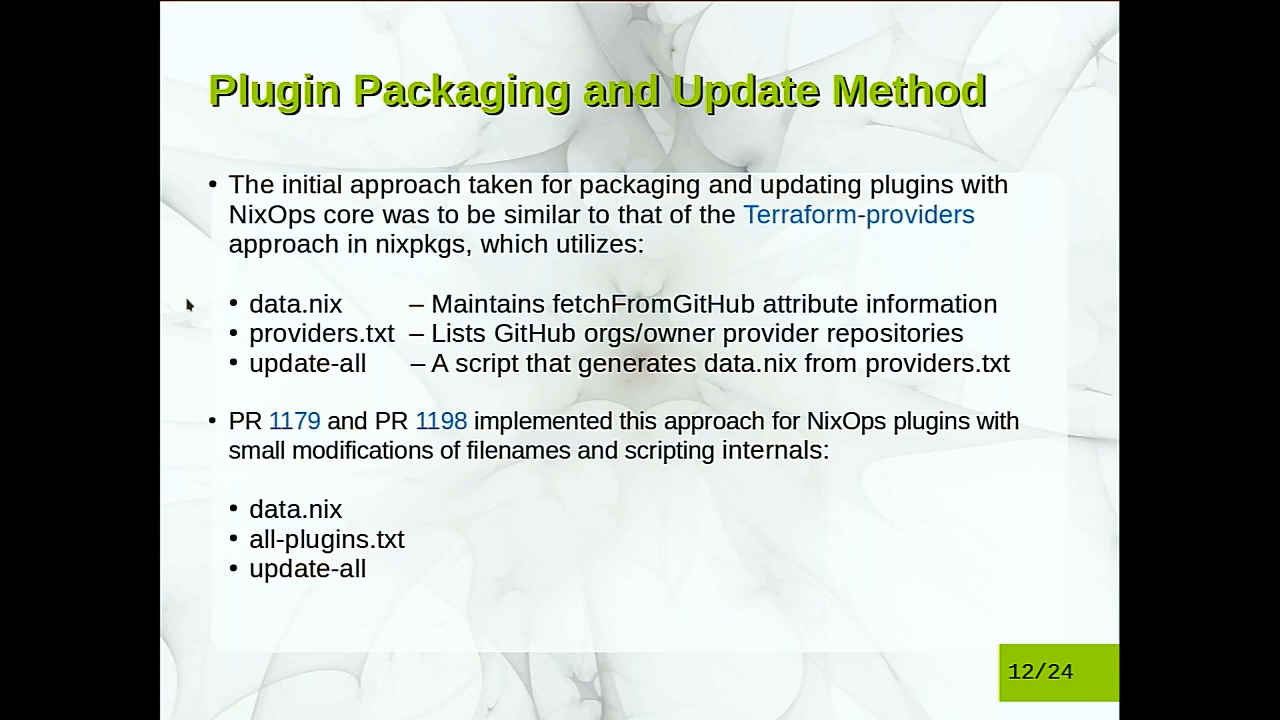 Plugin Packaging and Update Method
• The initial approach taken for packaging and updating plugins with
NixOps core was to be similar to that of the Terraform-providers
approach in nixpkgs, which utilizes:
• data.nix – Maintains fetchFromGitHub attribute information
• providers.txt – Lists GitHub orgs/owner provider repositories
• update-all – A script that generates data.nix from providers.txt
• PR 1179 and PR 1198 implemented this approach for NixOps plugins with
small modifications of filenames and scripting internals:
• data.nix
• all-plugins.txt
• update-all
12/24